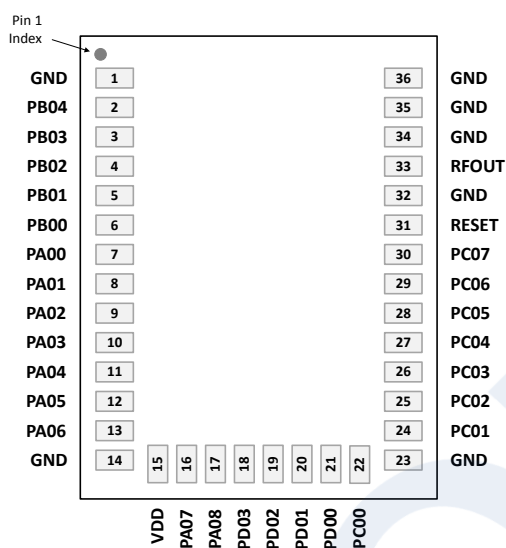 Pin 1
Index
GND 1 36 GND
PB04 2 35 GND
PB03 3 34 GND
PB02 4 33 RFOUT
PB01 5 32 GND
PB00 6 31 RESET
PA00 7 30 PC07
PA01 8 29 PC06
PA02 9 28 PC05
PA03 10 27 PC04
PA04 11 26 PC03
PA05 12 25 PC02
PA06 13 24 PC01
GND 14 15 16 17 18 19 20 21 22 23 GND
VDD PA07 PA08 PD03 PD02 PD01 PD00 PC00